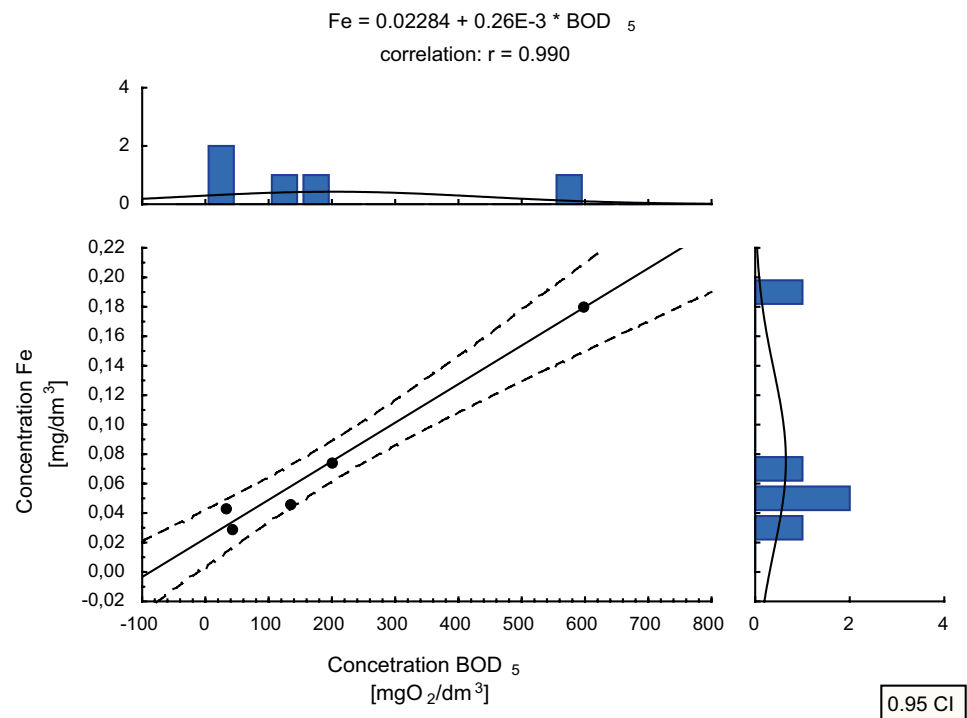 Fe = 0.02284 + 0.26E-3 * BOD 5
correlation: r = 0.990
4
2
0
0,22
0,20
0,18
0,16
0,14
0,12
0,10
0,08
0,06
0,04
0,02
0,00
-0,02
-100 0 100 200 300 400 500 600 700 800
0 2 4
Concentration Fe
[mg/dm3]
Concetration BOD 5
[mgO2/dm3]
0.95 CI